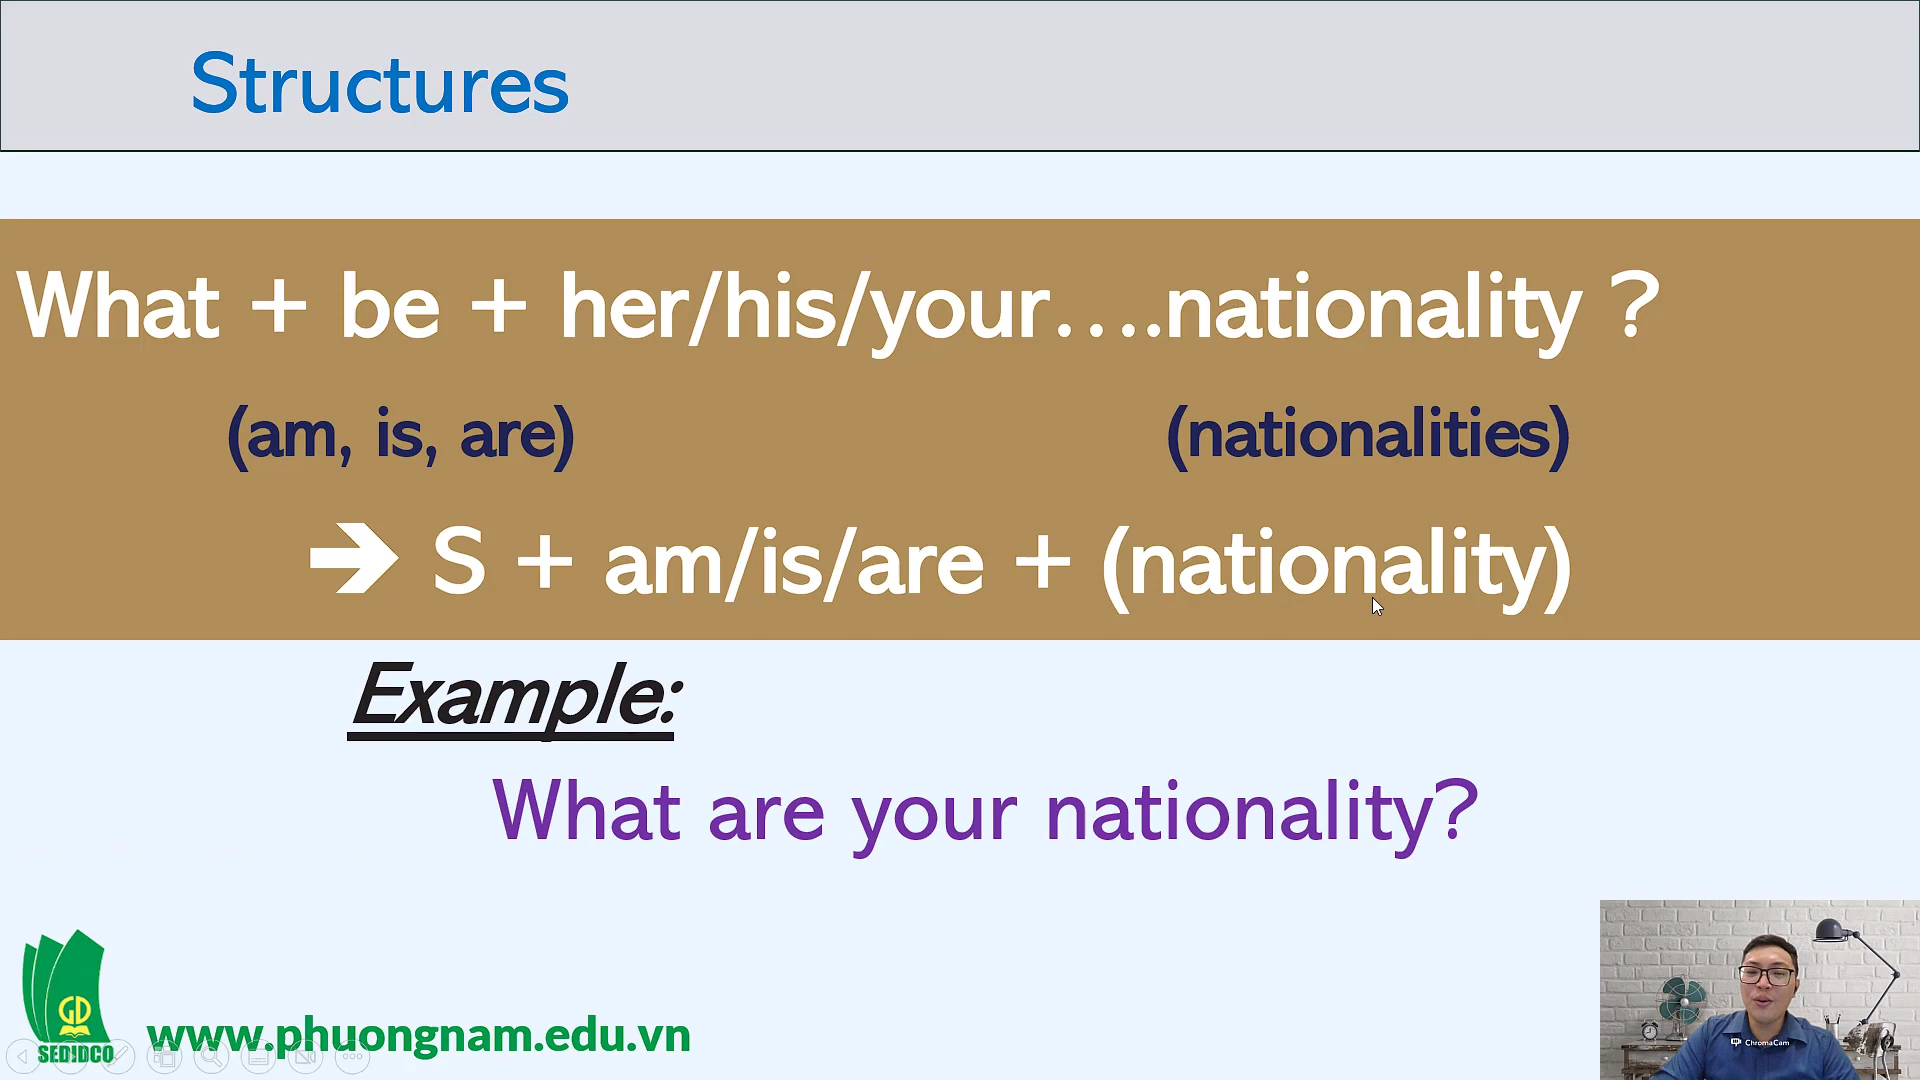 Structures
What + be + her/his/your….nationality ?
(am, is, are) (nationalities)
➔ S + am/is/are + (nationality)
Example:
What are your nationality?
GD
SEDIDCO
www.phuongnam.edu.vn
ChromaCam